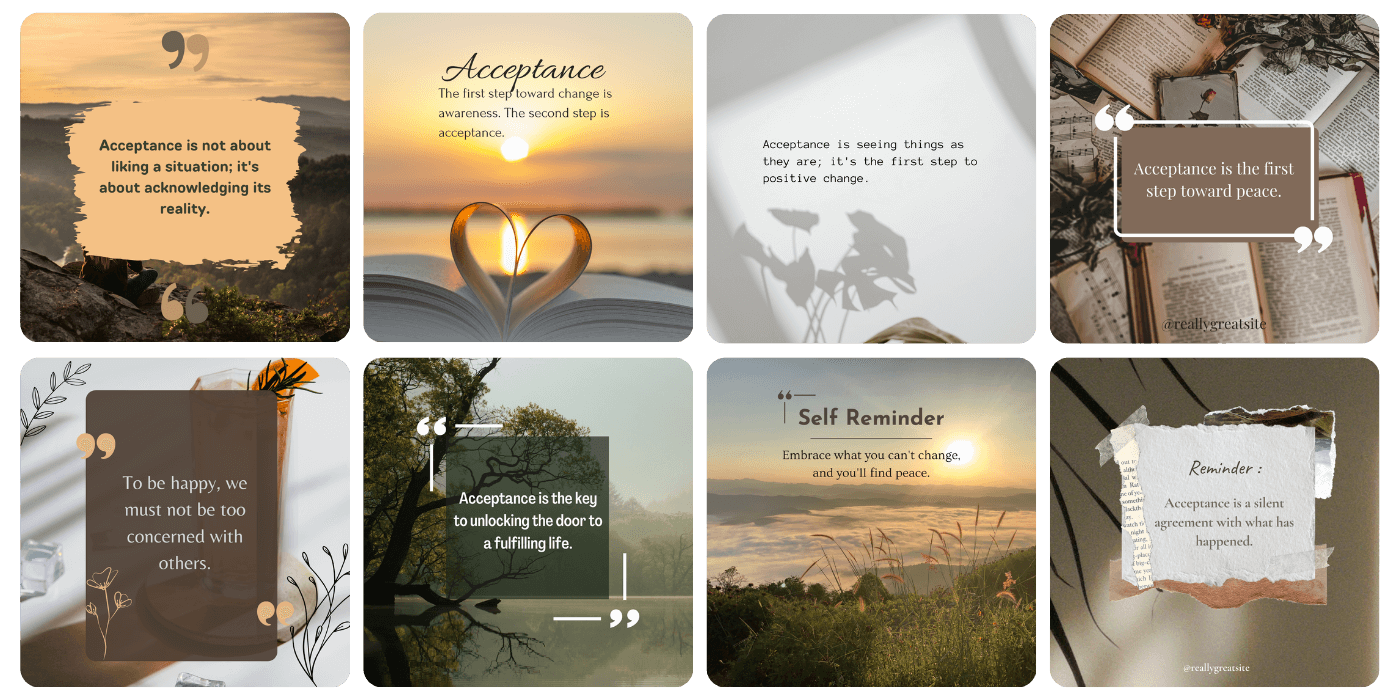 Acceptance is not about
liking a situation; it's
about acknowledging its
reality.
Acceptance
The first step toward change is
awareness. The second step is
acceptance.
Acceptance is seeing things as
they are; it's the first step to
positive change.
Acceptance is the first
step toward peace.
@reallygreatsite
To be happy, we
must not be too
concerned with
others.
Acceptance is the key
to unlocking the door to
a fulfilling life.
Self Reminder
Embrace what you can't change,
and you'll find peace.
Reminder :
Acceptance is a silent
agreement with what has
happened.
@reallygreatsite